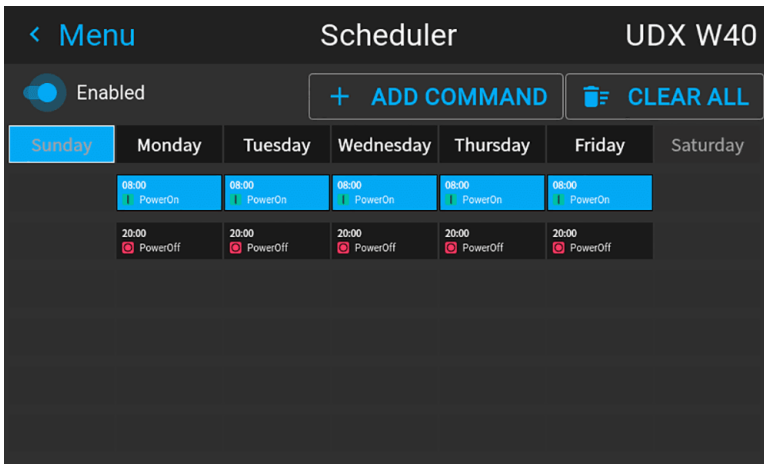 Menu Scheduler UDX W40
Enabled ADD COMMAND CLEAR ALL
Sunday Monday Tuesday Wednesday Thursday Friday Saturday
08:00 08:00 08:00 08:00 08:00
PowerOn PowerOn PowerOn PowerOn PowerOn
20:00 20:00 20:00 20:00 20:00
PowerOff PowerOff PowerOff PowerOff PowerOff